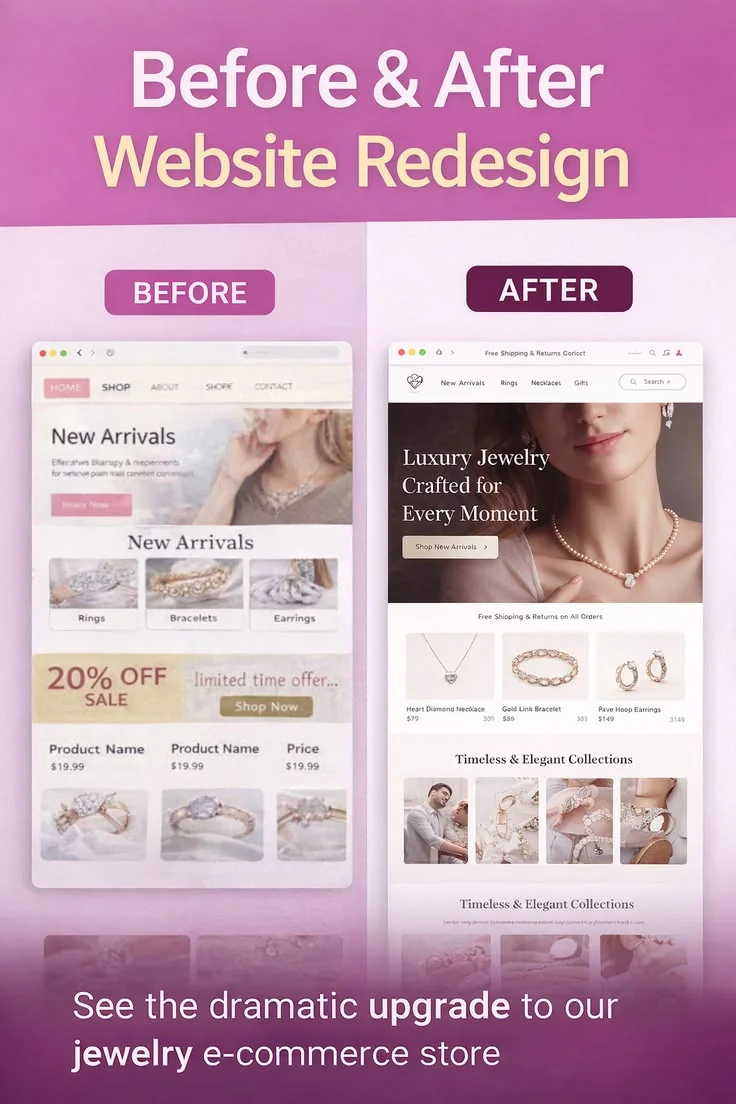 Before & After
Website Redesign
BEFORE
HOME SHOP ABOUT SHOPE CONTACT
New Arrivals
New Arrivals
Rings Bracelets Earrings
20% OFF
SALE
limited time offer...
Shop Now
Product Name Product Name Price
$19.99 $19.99 $19.99
AFTER
Free Shipping & Returns
New Arrivals Rings Necklaces Gifts Search
Luxury Jewelry
Crafted for
Every Moment
Shop New Arrivals >
Free Shipping & Returns on All Orders
Heart Diamond Necklace Gold Link Bracelet Pave Hoop Earrings
$79 $86 $149
Timeless & Elegant Collections
Timeless & Elegant Collections
See the dramatic upgrade to our
jewelry e-commerce store